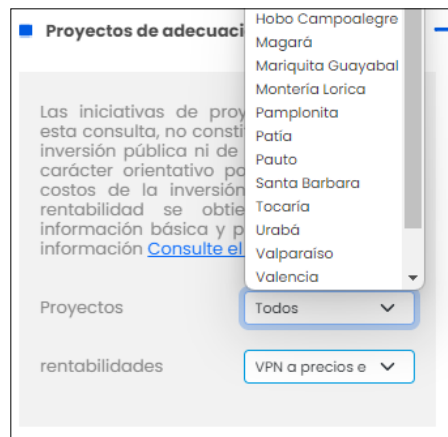 Proyectos de adecuaci
Hobo Campoalegre
Magará
Mariquita Guayabal
Montería Lorica
Pamplonita
Patía
Pauto
Santa Barbara
Tocaría
Urabá
Valparaíso
Valencia
Las iniciativas de proy
esta consulta, no consti
inversión pública ni de
carácter orientativo po
costos de la inversión
rentabilidad se obtie
información básica y p
información Consulte el
Proyectos
Todos
rentabilidades
VPN a precios e